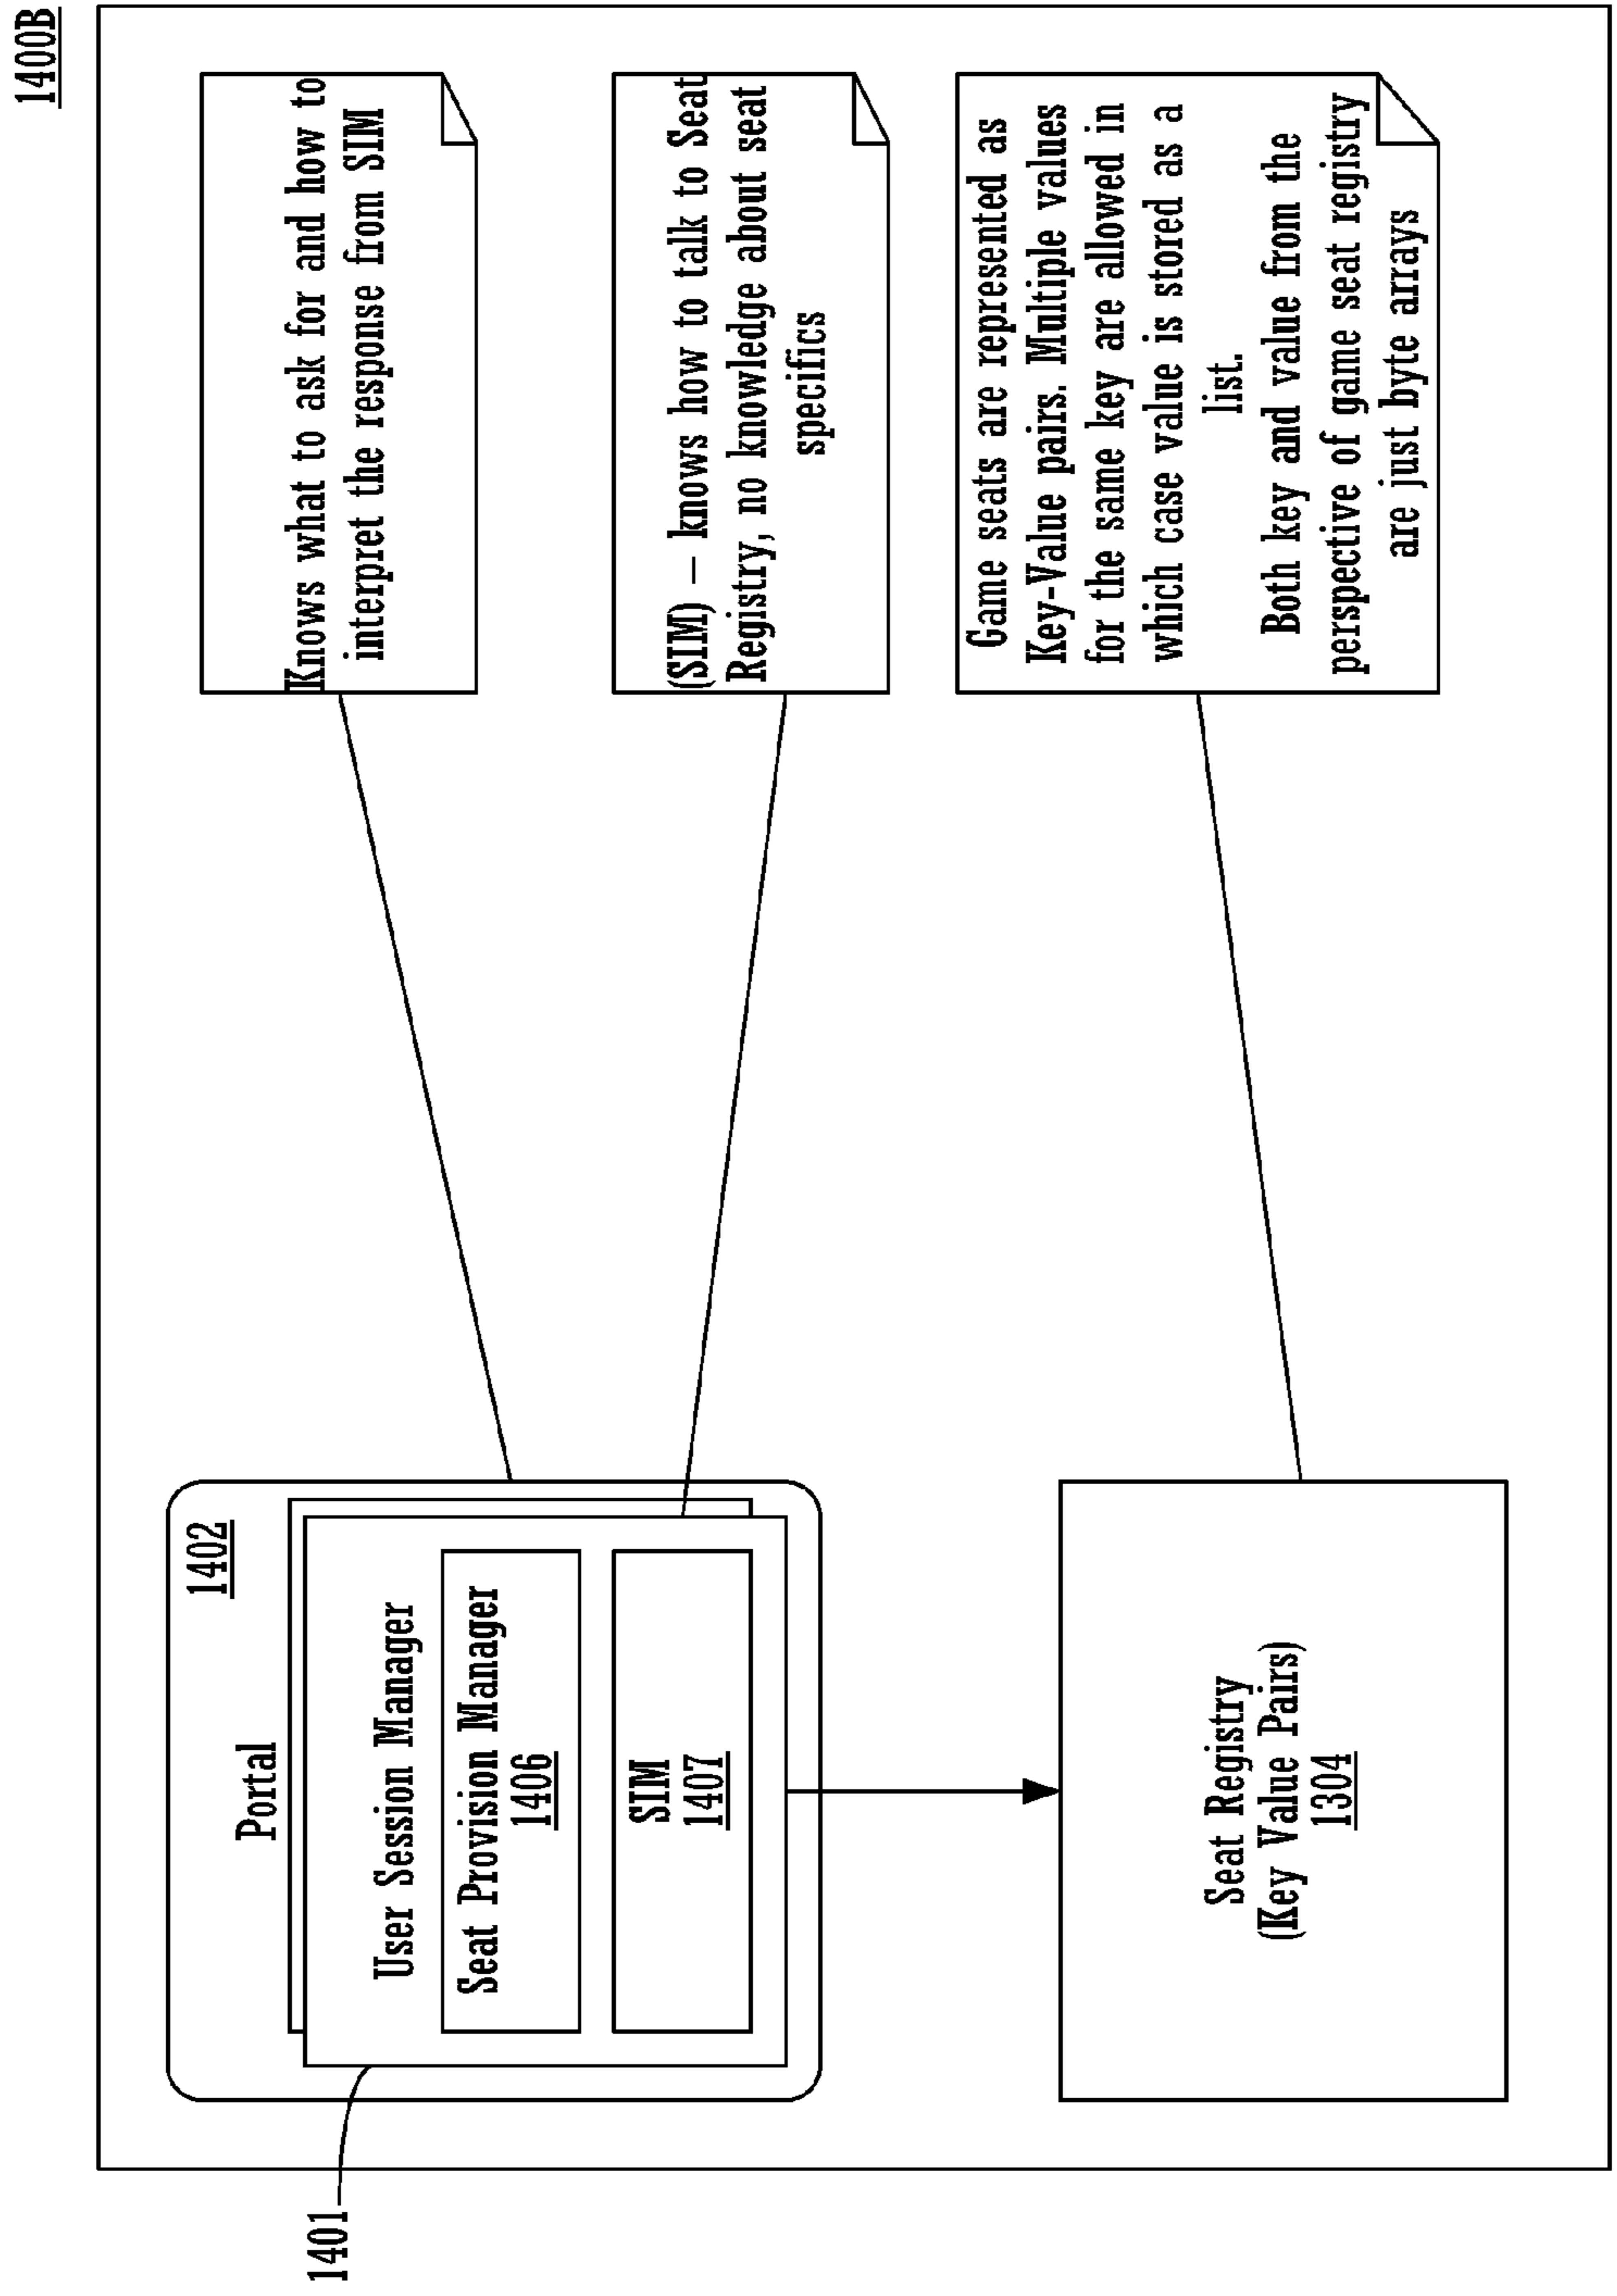 1400B
1402
Portal
User Session Manager
Seat Provision Manager
1406
SIM
1407
1401
Seat Registry
(Key Value Pairs)
1304
Knows what to ask for and how to
interpret the response from SIM
(SIM) – knows how to talk to Seat
Registry, no knowledge about seat
specifics
Game seats are represented as
Key-Value pairs. Multiple values
for the same key are allowed in
which case value is stored as a
list.
Both key and value from the
perspective of game seat registry
are just byte arrays